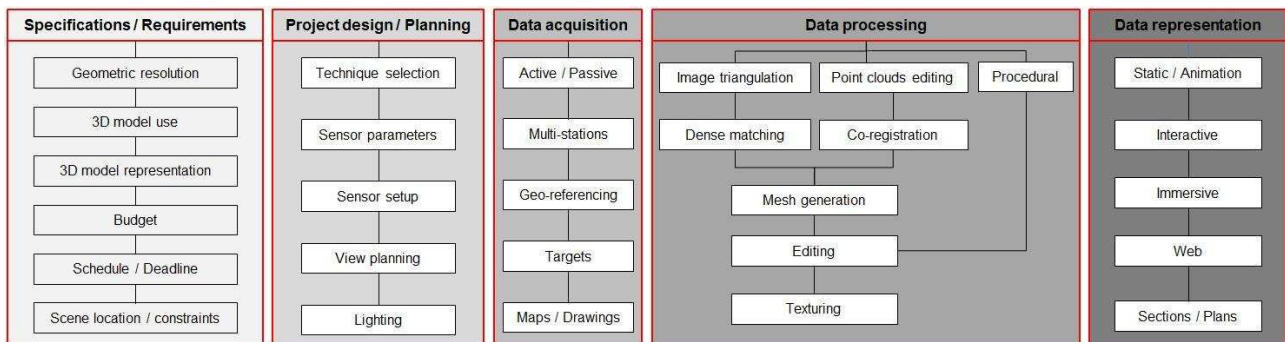 Specifications / Requirements
Geometric resolution
3D model use
3D model representation
Budget
Schedule / Deadline
Scene location / constraints
Project design / Planning
Technique selection
Sensor parameters
Sensor setup
View planning
Lighting
Data acquisition
Active / Passive
Multi-stations
Geo-referencing
Targets
Maps / Drawings
Data processing
Image triangulation
Point clouds editing
Procedural
Dense matching
Co-registration
Mesh generation
Editing
Texturing
Data representation
Static / Animation
Interactive
Immersive
Web
Sections / Plans